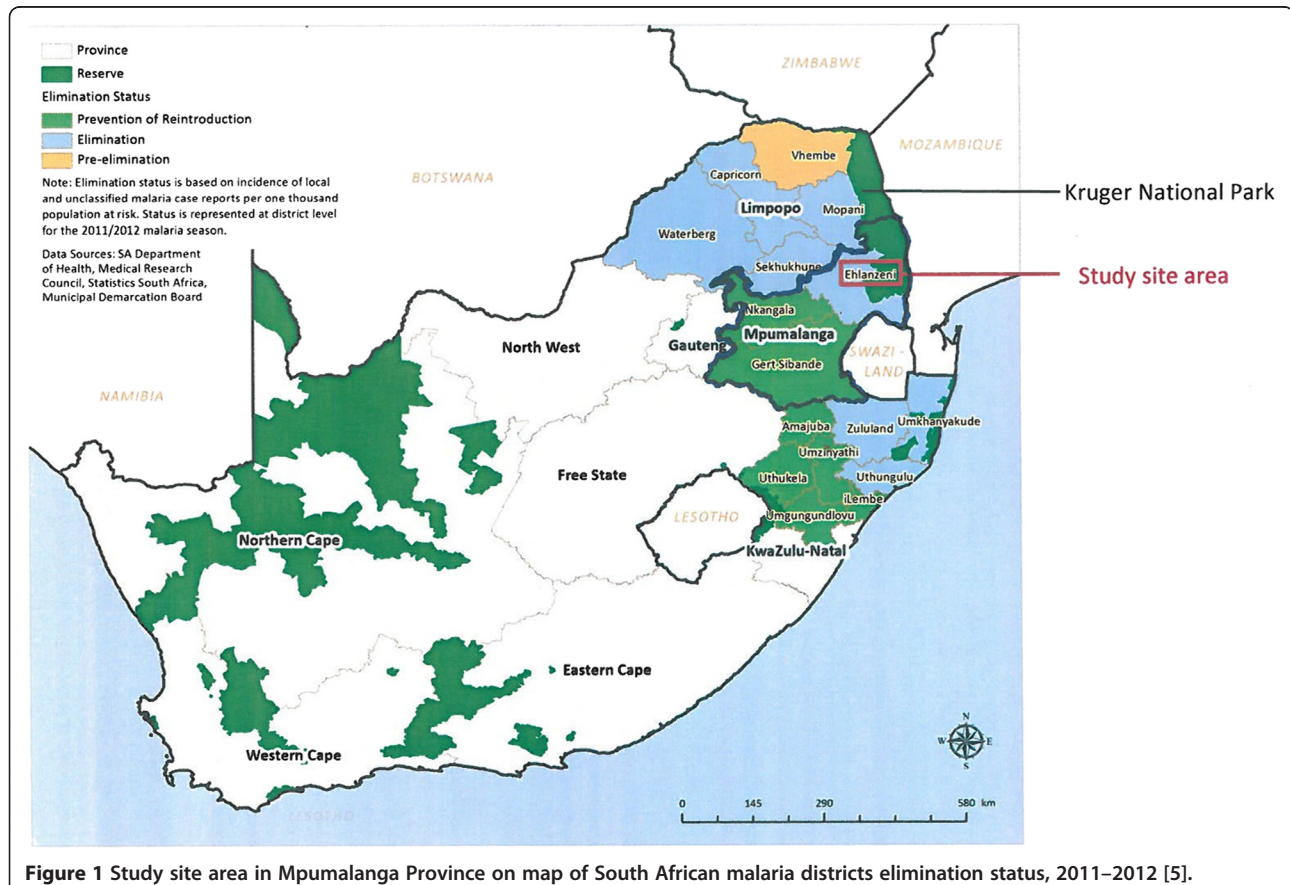 Province
Reserve
Elimination Status
Prevention of Reintroduction
Elimination
Pre-elimination
Note: Elimination status is based on incidence of local
and unclassified malaria case reports per one thousand
population at risk. Status is represented at district level
for the 2011/2012 malaria season.
Data Sources: SA Department
of Health, Medical Research
Council, Statistics South Africa,
Municipal Demarcation Board
ZIMBABWE
MOZAMBIQUE
BOTSWANA
Vhembe
Capricorn
Kruger National Park
Limpopo
Mopani
Waterberg
Sekhukhune
Ehlanzeni
Study site area
Nkangala
Mpumalanga
North West
Gauteng
SWAZI-
LAND
Gert Sibande
NAMIBIA
Amajuba
Zululand
Umkhanyakude
Umzinyathi
Free State
Uthukela
Uthungulu
iLembe
LESOTHO
Umgungundlovu
Northern Cape
KwaZulu-Natal
Eastern Cape
Western Cape
N
W
E
S
0 145 290 580 km
LESOTHO
Figure 1 Study site area in Mpumalanga Province on map of South African malaria districts elimination status, 2011–2012 [5].